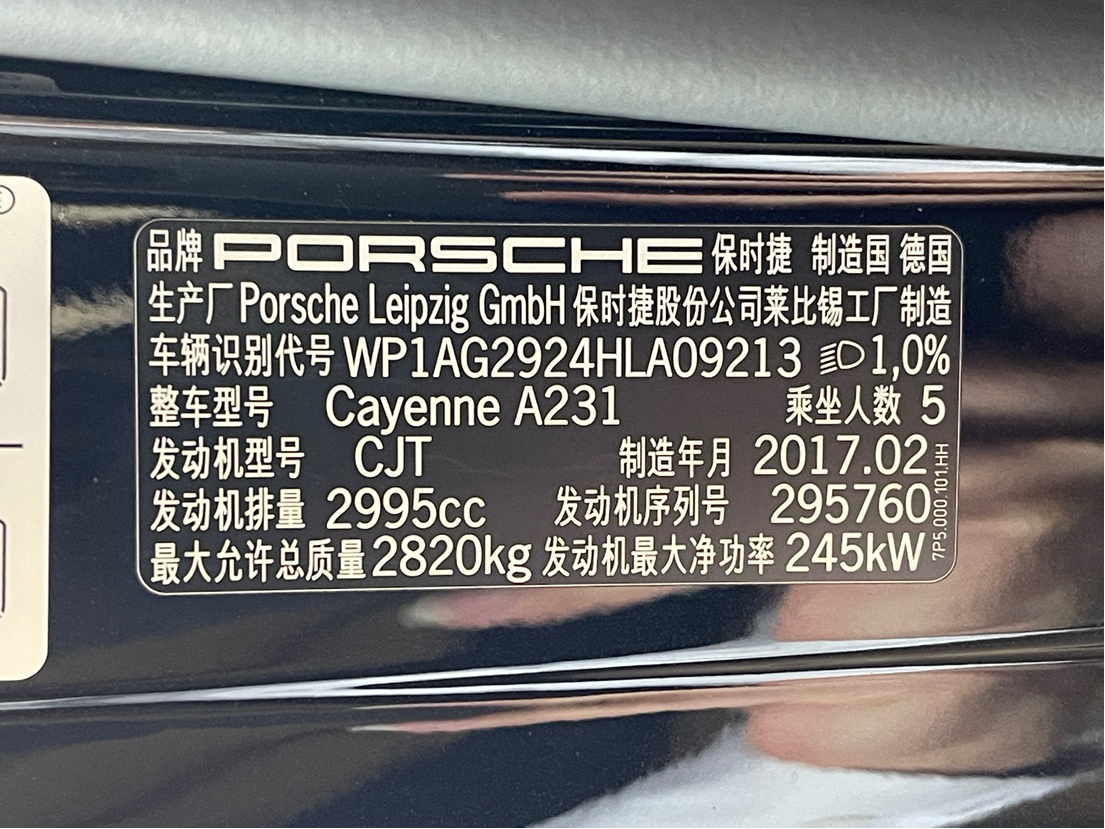 品牌 PORSCHE 保时捷 制造国 德国
生产厂 Porsche Leipzig GmbH 保时捷股份公司莱比锡工厂制造
车辆识别代号 WP1AG2924HLA09213 1,0%
整车型号 Cayenne A231 乘坐人数 5
发动机型号 CJT 制造年月 2017.02
发动机排量 2995cc 发动机序列号 295760
最大允许总质量 2820kg 发动机最大净功率 245kW
7P5.000.101.HH